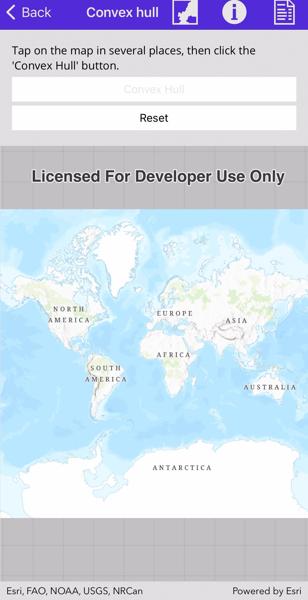 Back
Convex hull
Tap on the map in several places, then click the
'Convex Hull' button.
Convex Hull
Reset
Licensed For Developer Use Only
NORTH
AMERICA
EUROPE
ASIA
AFRICA
SOUTH
AMERICA
AUSTRALIA
ANTARCTICA
Esri, FAO, NOAA, USGS, NRCan
Powered by Esri